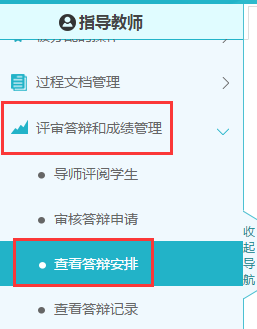 指导教师
过程文档管理
评审答辩和成绩管理
导师评阅学生
审核答辩申请
查看答辩安排
查看答辩记录
收起导航